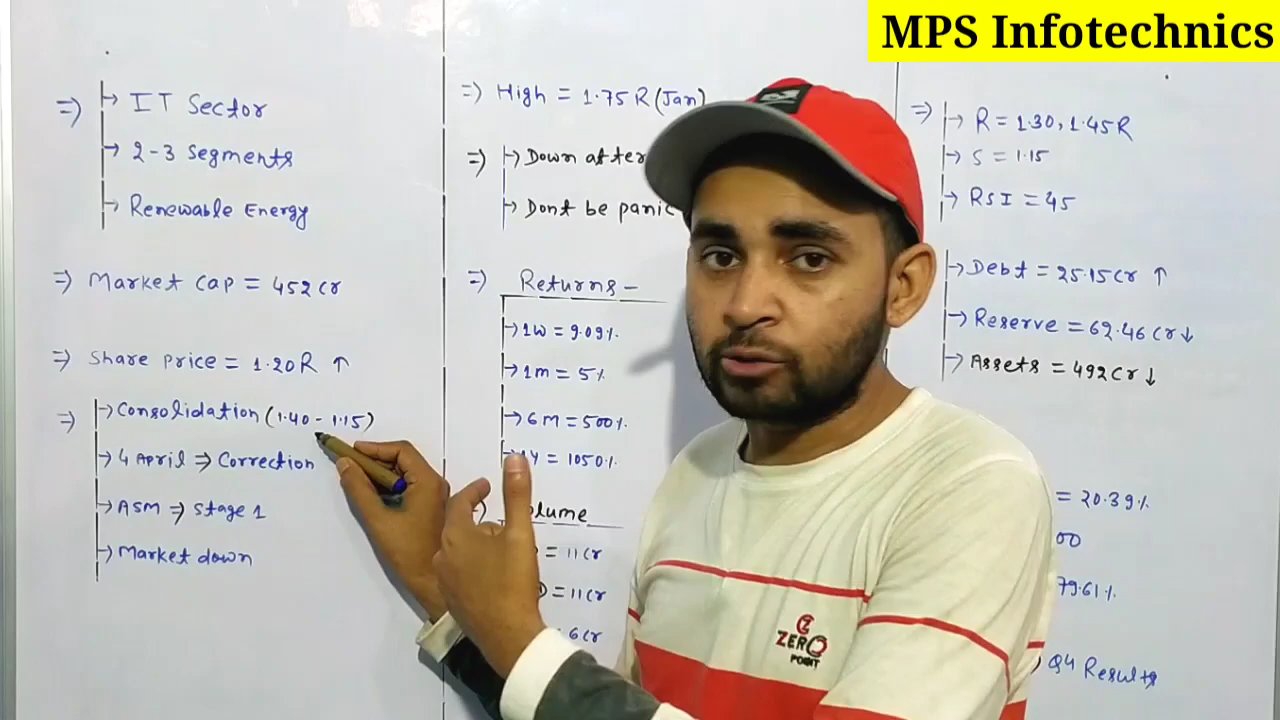 MPS Infotechnics
=> IT Sector
2-3 Segments
Renewable Energy
=> Market cap = 452 cr
=> Share price = 1.20R ↑
=> Consolidation (1.40 - 1.15)
4 April => Correction
ASM => Stage 1
Market down
=> High = 1.75 R (Jan)
=> Down after
Dont be panic
=> Returns -
1W = 9.09%
1m = 5%
6M = 500%
1Y = 1050%
Volume
= 11 Cr
= 11 Cr
6 Cr
=> R = 1.30, 1.45R
S = 1.15
RSI = 45
Debt = 25.15 Cr ↑
Reserve = 62.46 Cr ↓
Assets = 492 Cr ↓
= 20.39%
00
79.61%
Q4 Results
ZERO
POINT